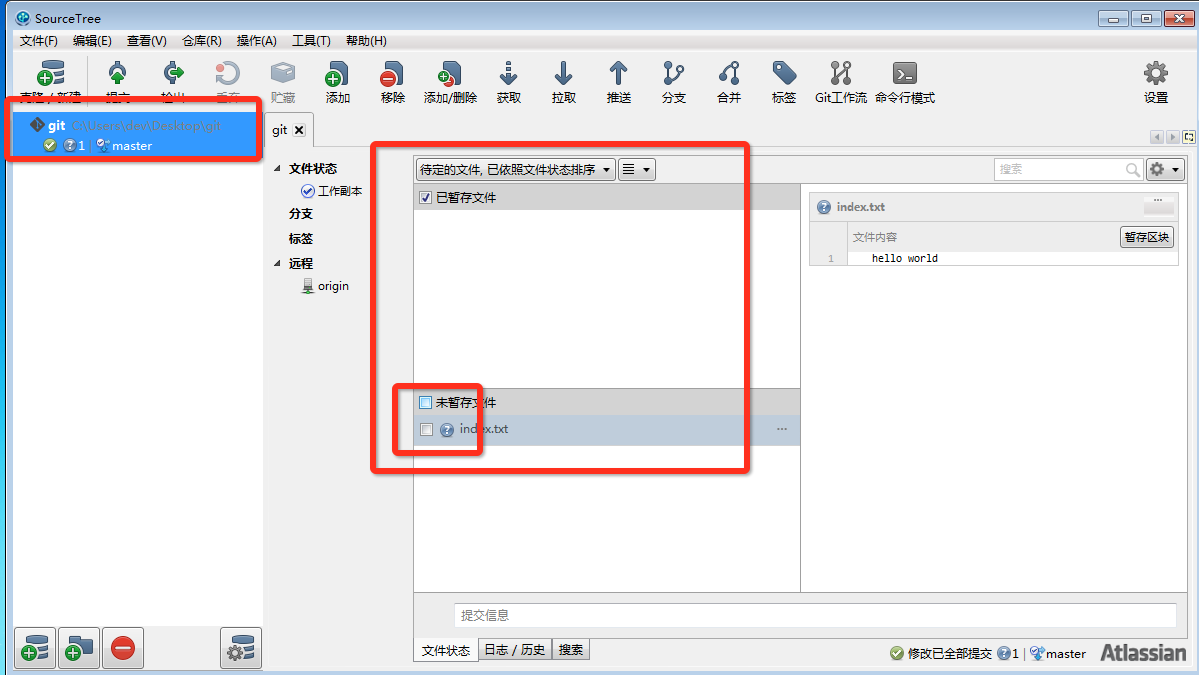 SourceTree
文件(F) 编辑(E) 查看(V) 仓库(R) 操作(A) 工具(T) 帮助(H)
克隆 / 新建 提交 检出 丢弃 贮藏 添加 移除 添加/删除 获取 拉取 推送 分支 合并 标签 Git工作流 命令行模式 设置
git C:\Users\dev\Desktop\git
1 master
git
文件状态
工作副本
分支
标签
远程
origin
待定的文件, 已依照文件状态排序
搜索
已暂存文件
index.txt
文件内容
暂存区块
1 hello world
未暂存文件
index.txt
提交信息
文件状态 日志 / 历史 搜索
修改已全部提交 1 master Atlassian